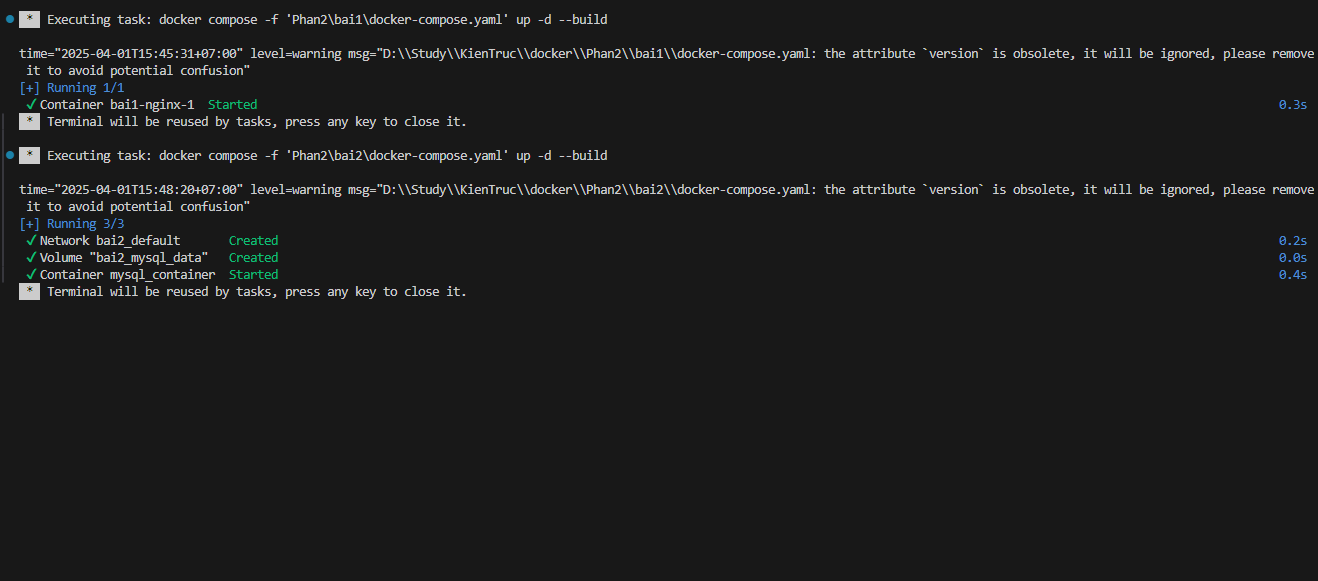 * Executing task: docker compose -f 'Phan2\bai1\docker-compose.yaml' up -d --build
time="2025-04-01T15:45:31+07:00" level=warning msg="D:\\Study\\KienTruc\\docker\\Phan2\\bai1\\docker-compose.yaml: the attribute `version` is obsolete, it will be ignored, please remove
it to avoid potential confusion"
[+] Running 1/1
✓ Container bai1-nginx-1 Started 0.3s
* Terminal will be reused by tasks, press any key to close it.
* Executing task: docker compose -f 'Phan2\bai2\docker-compose.yaml' up -d --build
time="2025-04-01T15:48:20+07:00" level=warning msg="D:\\Study\\KienTruc\\docker\\Phan2\\bai2\\docker-compose.yaml: the attribute `version` is obsolete, it will be ignored, please remove
it to avoid potential confusion"
[+] Running 3/3
✓ Network bai2_default Created 0.2s
✓ Volume "bai2_mysql_data" Created 0.0s
✓ Container mysql_container Started 0.4s
* Terminal will be reused by tasks, press any key to close it.